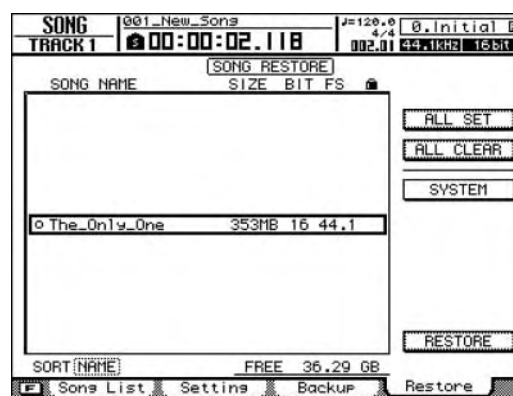 SONG
TRACK 1
001_New_Song
S 00:00:02.118
♩=120.0
4/4
002.01
0.Initial D
44.1kHz 16bit
SONG RESTORE
SONG NAME SIZE BIT FS
ALL SET
ALL CLEAR
SYSTEM
The_Only_One 353MB 16 44.1
RESTORE
SORT NAME FREE 36.29 GB
F Song List Setting Backup Restore